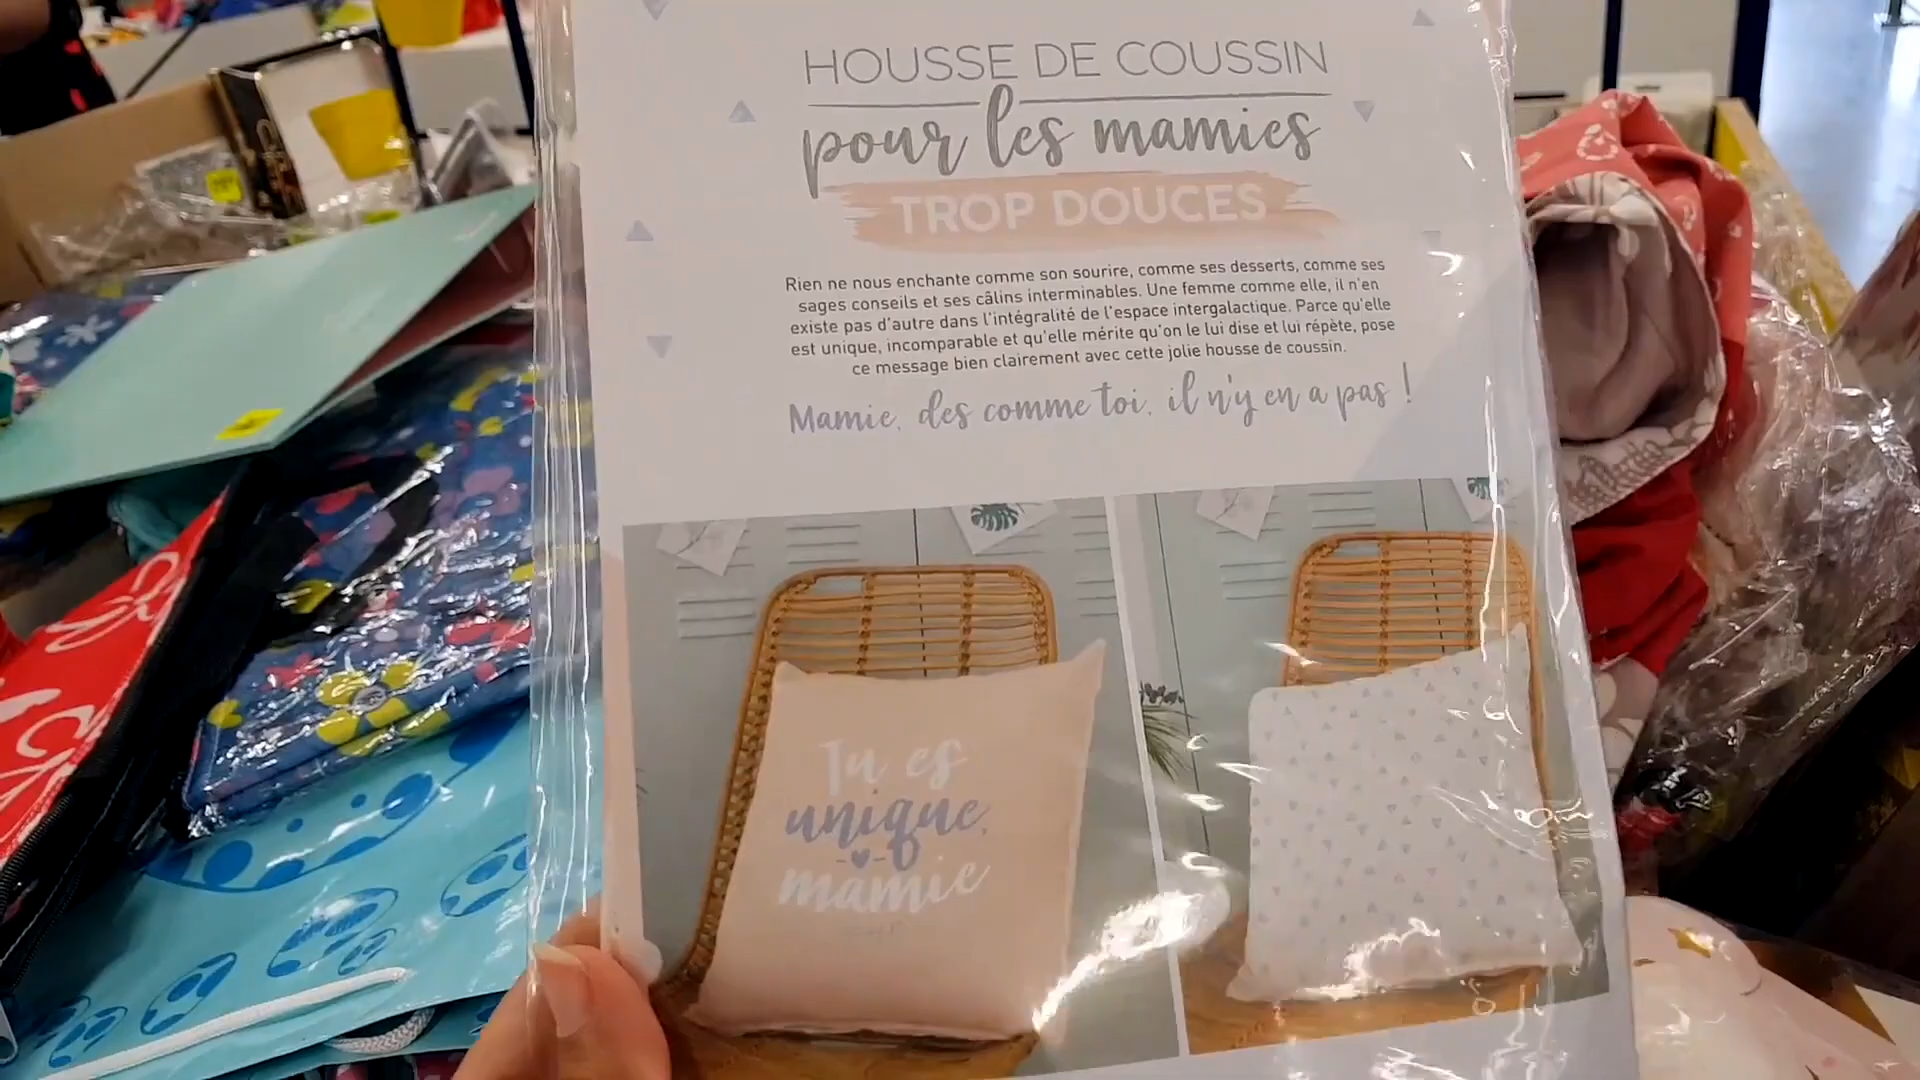 HOUSSE DE COUSSIN
pour les mamies
TROP DOUCES
Rien ne nous enchante comme son sourire, comme ses desserts, comme ses
sages conseils et ses câlins interminables. Une femme comme elle, il n'en
existe pas d'autre dans l'intégralité de l'espace intergalactique. Parce qu'elle
est unique, incomparable et qu'elle mérite qu'on le lui dise et lui répète, pose
ce message bien clairement avec cette jolie housse de coussin.
Mamie, des comme toi, il n'y en a pas !
Tu es
unique,
mamie